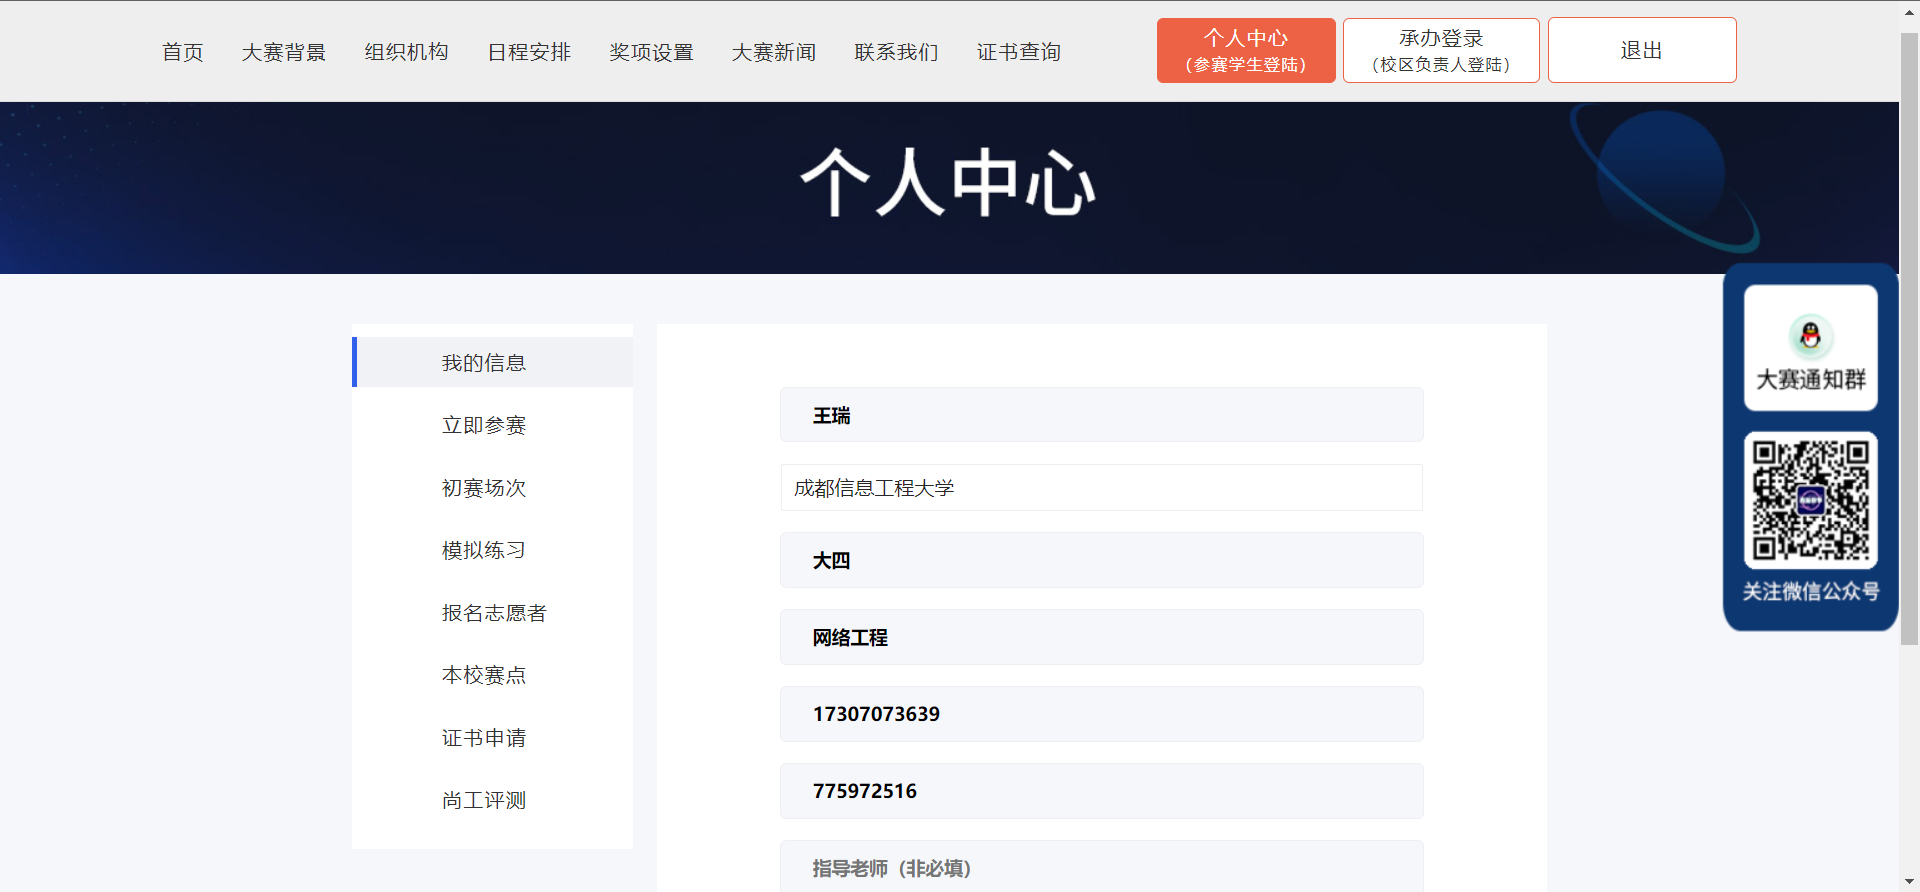 首页
大赛背景
组织机构
日程安排
奖项设置
大赛新闻
联系我们
证书查询
个人中心
（参赛学生登陆）
承办登录
（校区负责人登陆）
退出
个人中心
我的信息
立即参赛
初赛场次
模拟练习
报名志愿者
本校赛点
证书申请
尚工评测
王瑞
成都信息工程大学
大四
网络工程
17307073639
775972516
指导老师（非必填）
大赛通知群
关注微信公众号